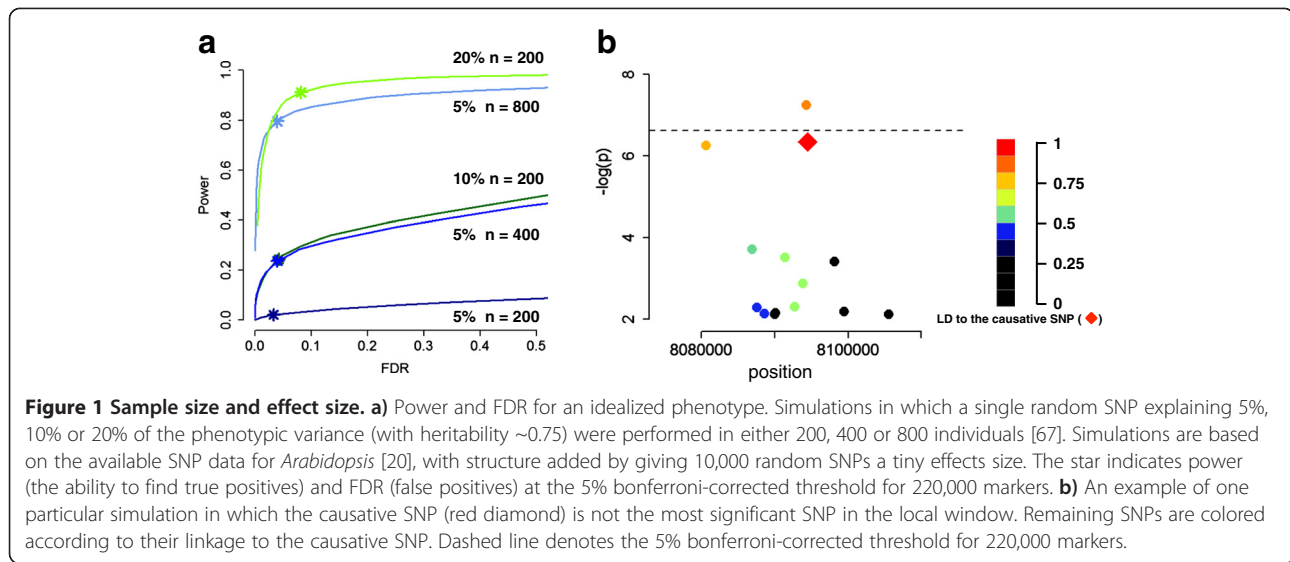 a
20% n = 200
5% n = 800
10% n = 200
5% n = 400
5% n = 200
Power
1.0
0.8
0.6
0.4
0.2
0.0
0.0 0.1 0.2 0.3 0.4 0.5
FDR
b
-log(p)
8
6
4
2
8080000 8100000
position
1
0.75
0.5
0.25
0
LD to the causative SNP ( )
Figure 1 Sample size and effect size. a) Power and FDR for an idealized phenotype. Simulations in which a single random SNP explaining 5%,
10% or 20% of the phenotypic variance (with heritability ~0.75) were performed in either 200, 400 or 800 individuals [67]. Simulations are based
on the available SNP data for Arabidopsis [20], with structure added by giving 10,000 random SNPs a tiny effects size. The star indicates power
(the ability to find true positives) and FDR (false positives) at the 5% bonferroni-corrected threshold for 220,000 markers. b) An example of one
particular simulation in which the causative SNP (red diamond) is not the most significant SNP in the local window. Remaining SNPs are colored
according to their linkage to the causative SNP. Dashed line denotes the 5% bonferroni-corrected threshold for 220,000 markers.